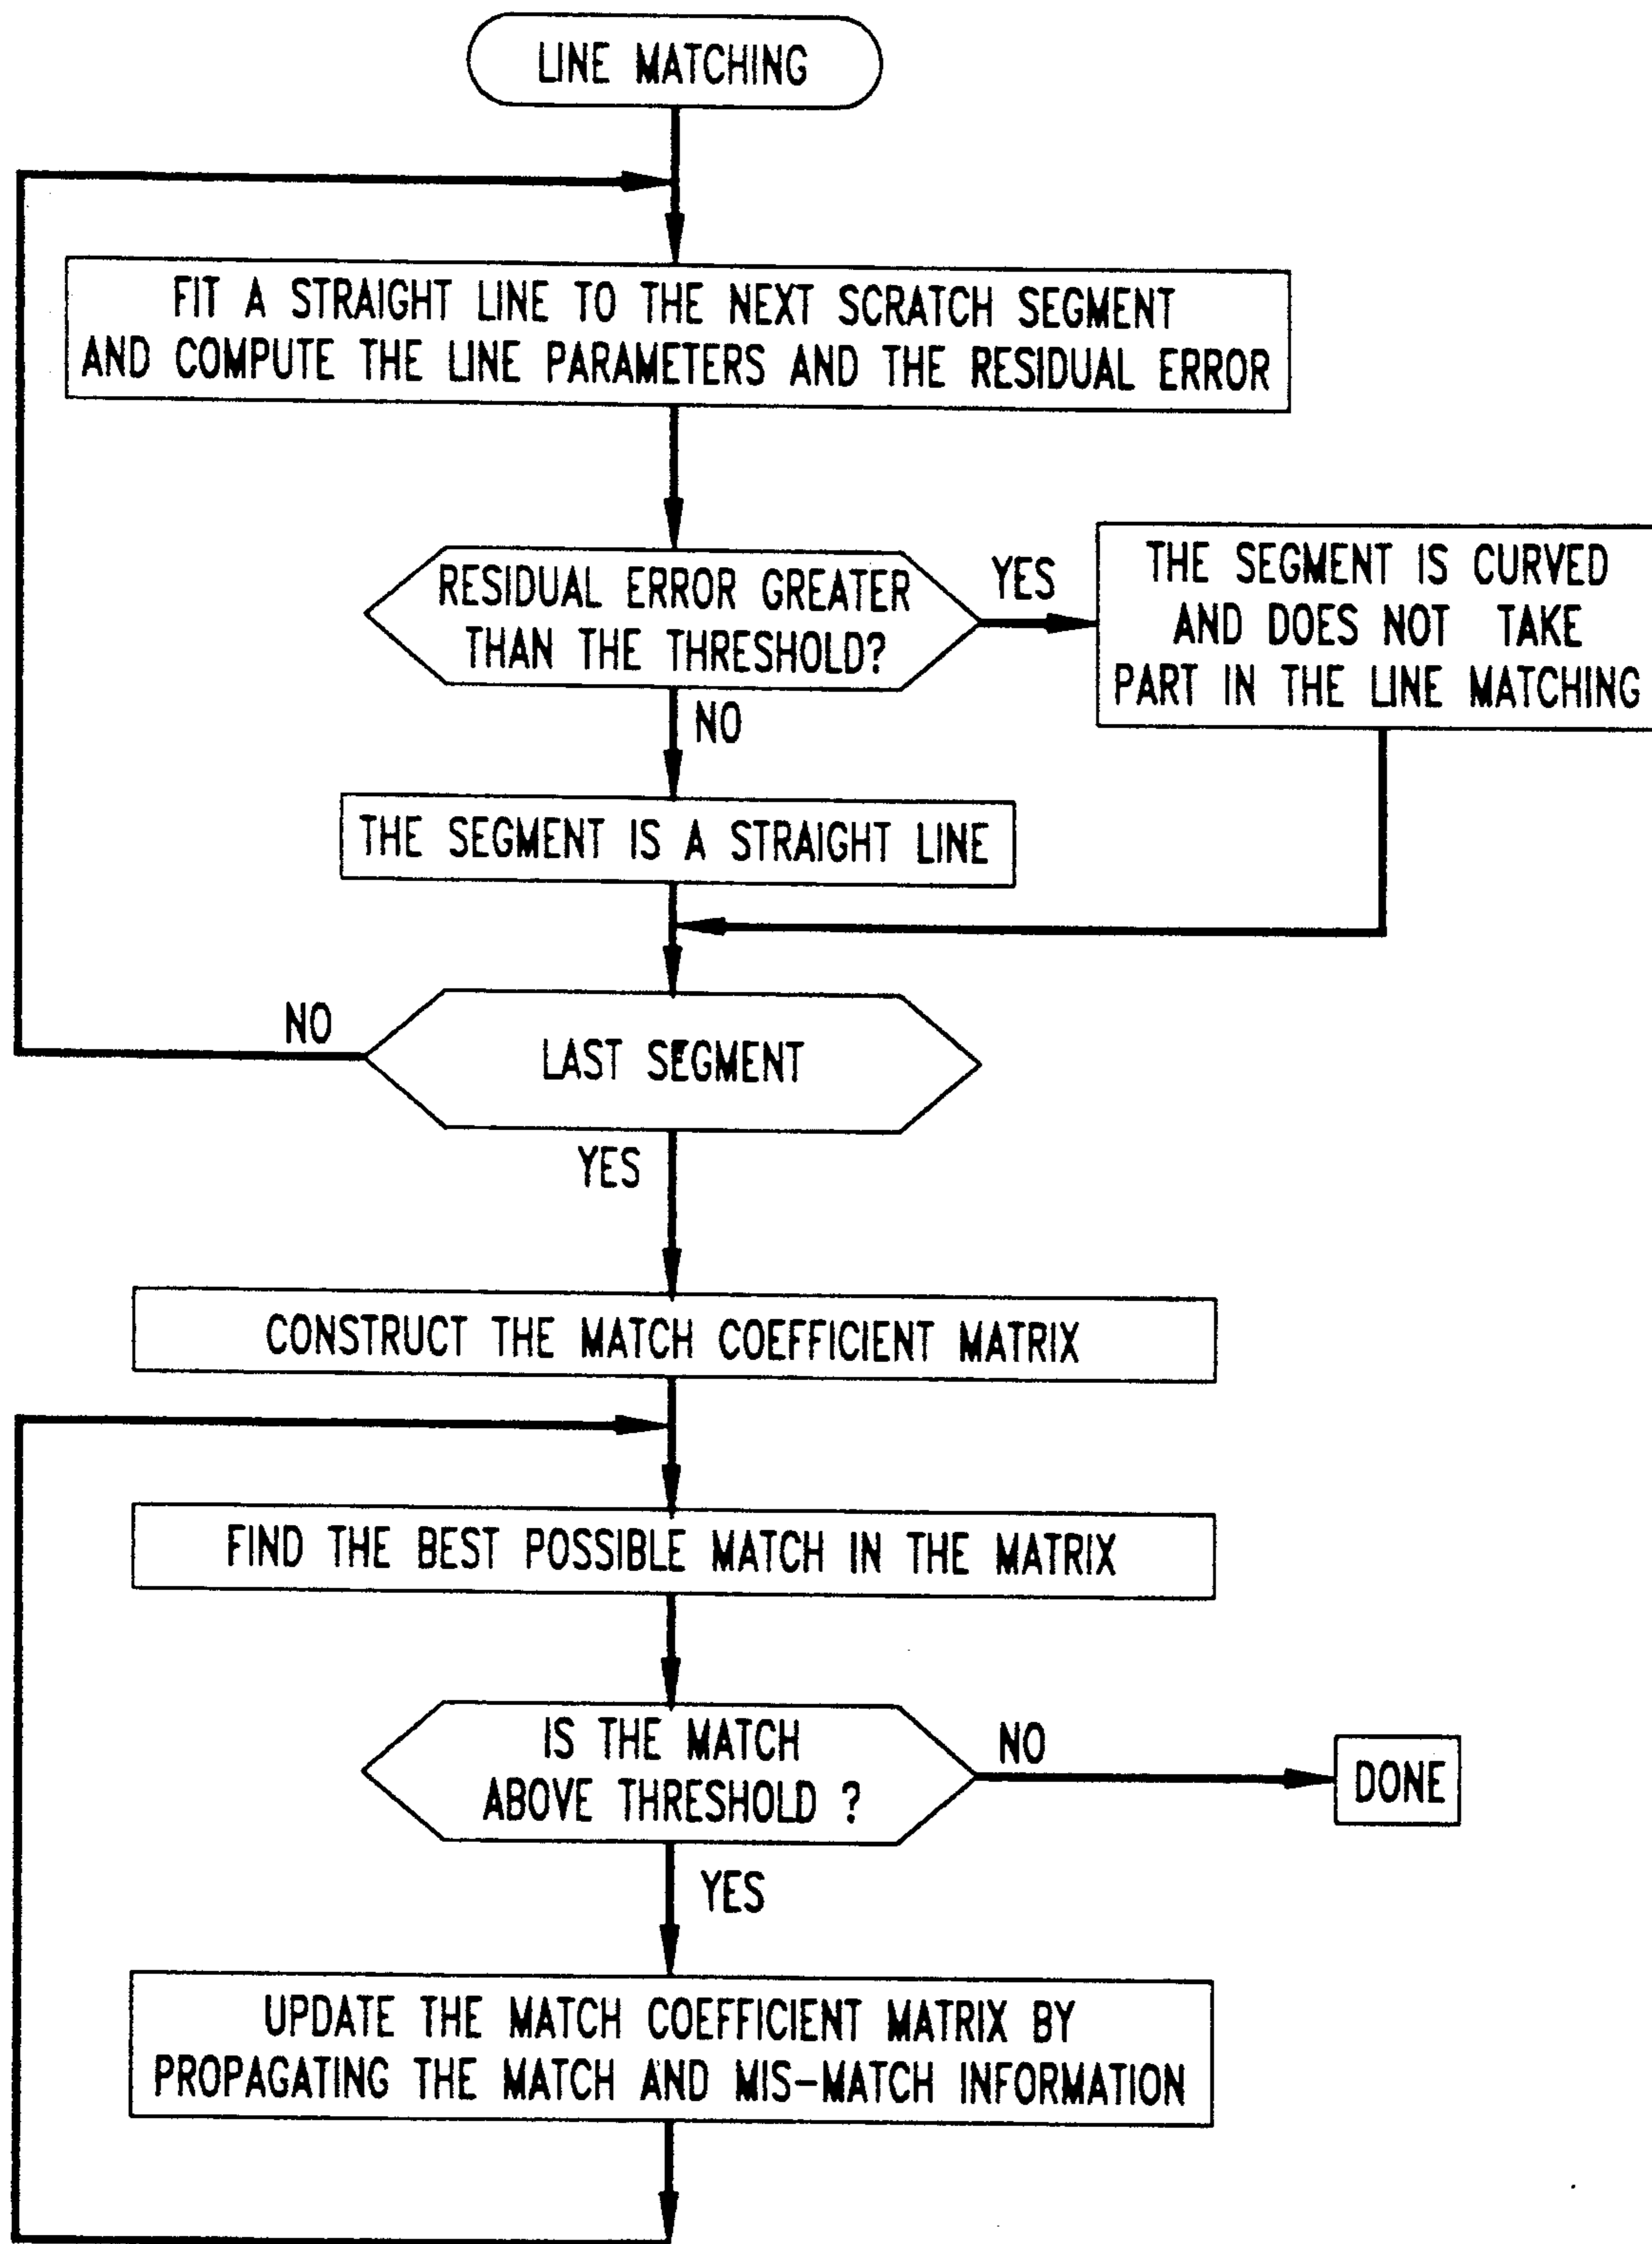 LINE MATCHING
FIT A STRAIGHT LINE TO THE NEXT SCRATCH SEGMENT
AND COMPUTE THE LINE PARAMETERS AND THE RESIDUAL ERROR
RESIDUAL ERROR GREATER
THAN THE THRESHOLD?
YES
THE SEGMENT IS CURVED
AND DOES NOT TAKE
PART IN THE LINE MATCHING
NO
THE SEGMENT IS A STRAIGHT LINE
NO
LAST SEGMENT
YES
CONSTRUCT THE MATCH COEFFICIENT MATRIX
FIND THE BEST POSSIBLE MATCH IN THE MATRIX
IS THE MATCH
ABOVE THRESHOLD ?
NO
DONE
YES
UPDATE THE MATCH COEFFICIENT MATRIX BY
PROPAGATING THE MATCH AND MIS-MATCH INFORMATION